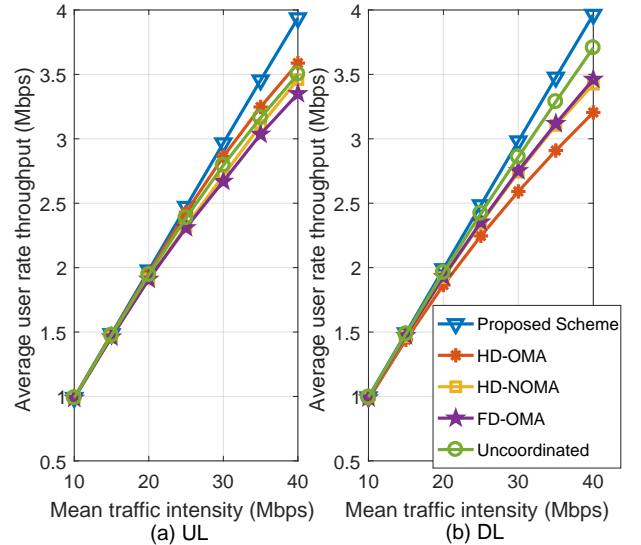 Average user rate throughput (Mbps)
4
3.5
3
2.5
2
1.5
1
0.5
10 20 30 40
Mean traffic intensity (Mbps)
(a) UL
Average user rate throughput (Mbps)
4
3.5
3
2.5
2
1.5
1
0.5
10 20 30 40
Mean traffic intensity (Mbps)
(b) DL
Proposed Scheme
HD-OMA
HD-NOMA
FD-OMA
Uncoordinated